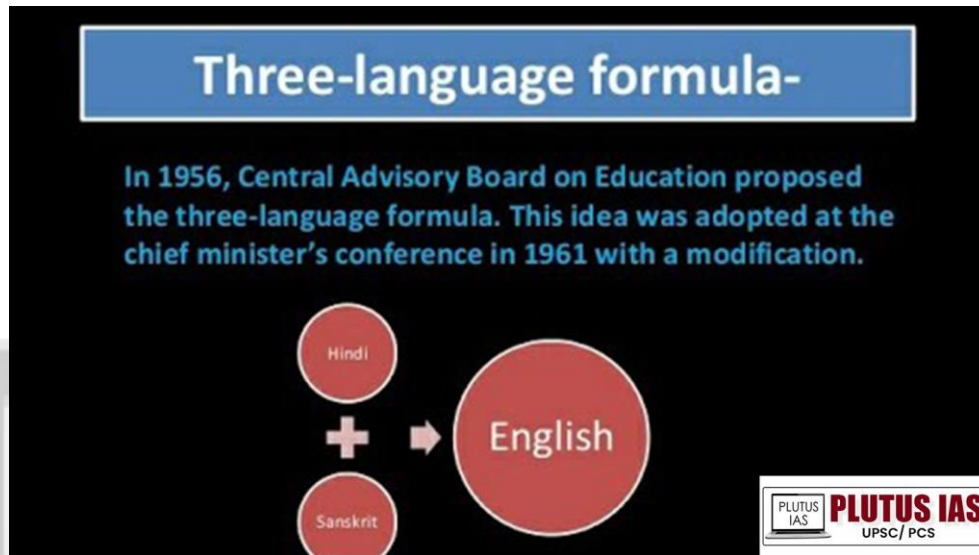 Three-language formula-
In 1956, Central Advisory Board on Education proposed
the three-language formula. This idea was adopted at the
chief minister's conference in 1961 with a modification.
Hindi
English
Sanskrit
PLUTUS
IAS
PLUTUS IAS
UPSC/ PCS